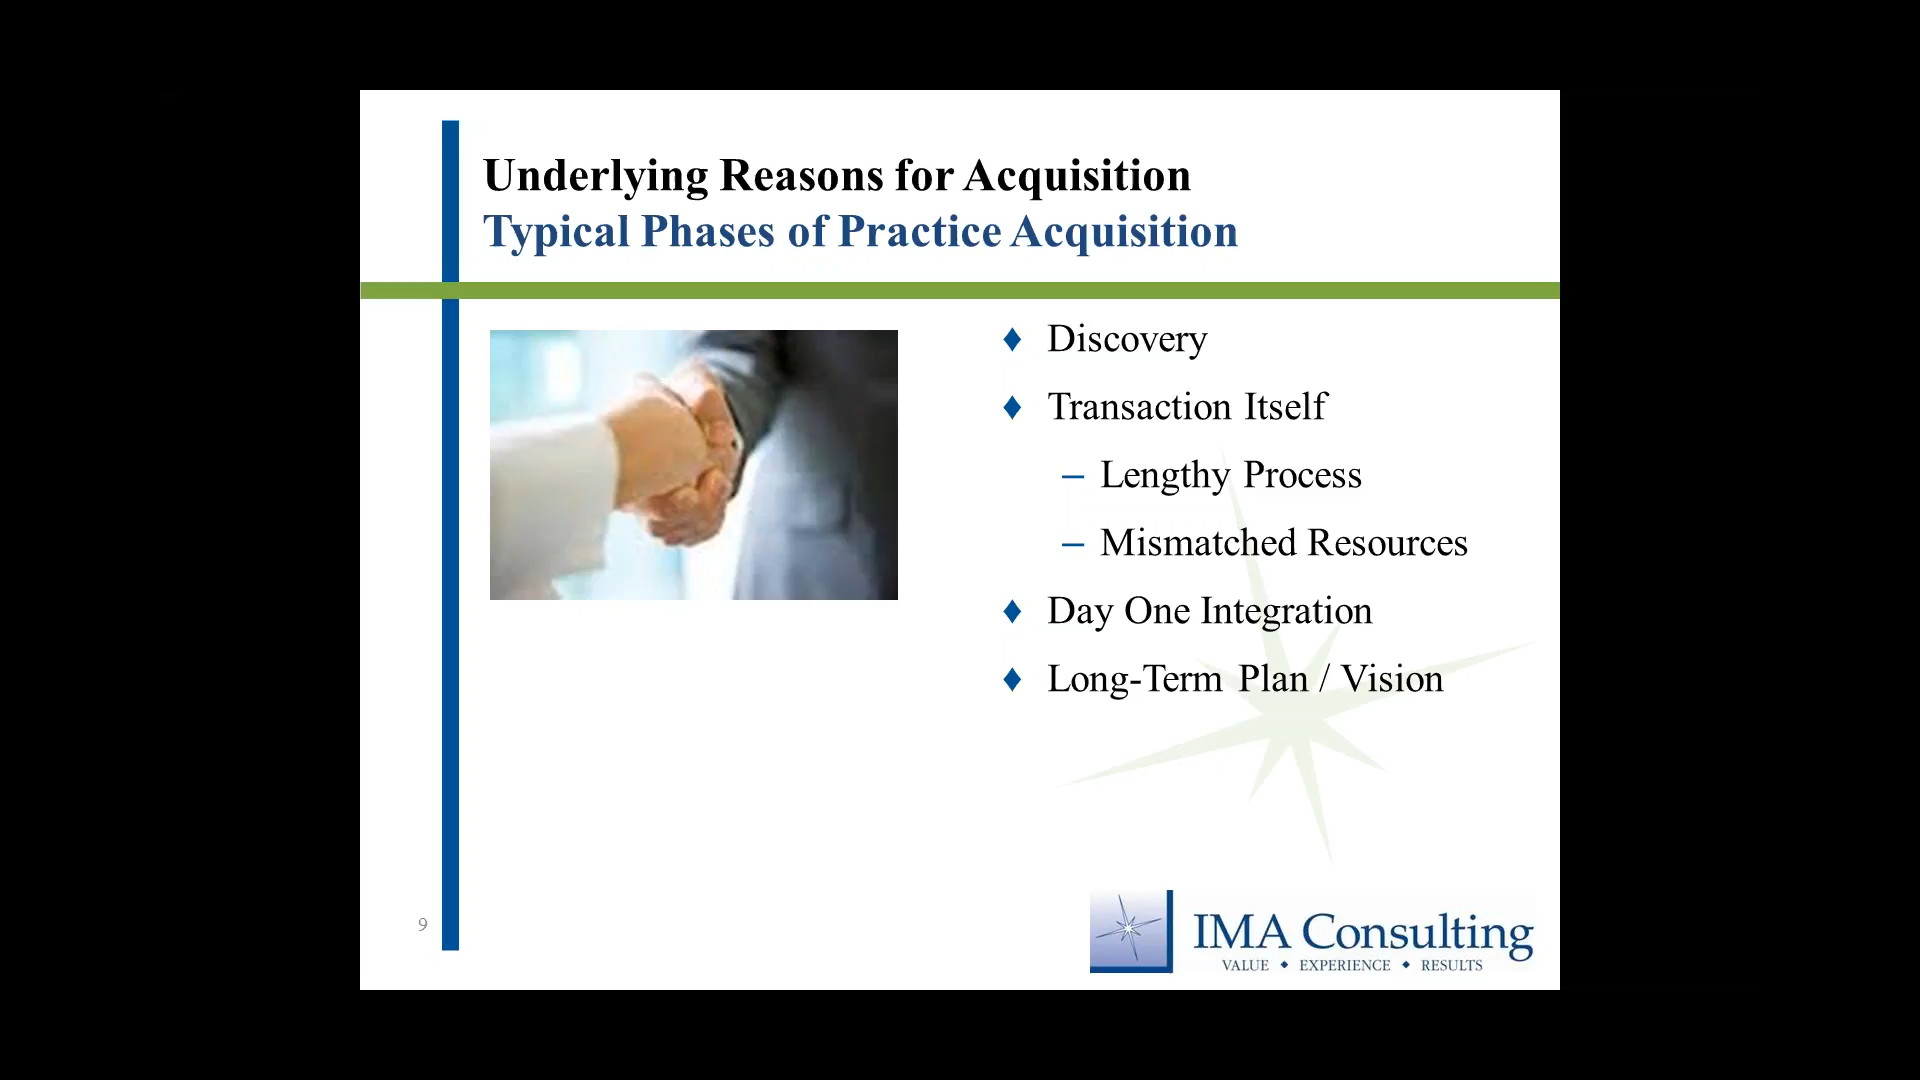 Underlying Reasons for Acquisition
Typical Phases of Practice Acquisition
♦ Discovery
♦ Transaction Itself
– Lengthy Process
– Mismatched Resources
♦ Day One Integration
♦ Long-Term Plan / Vision
9
IMA Consulting
VALUE ♦ EXPERIENCE ♦ RESULTS